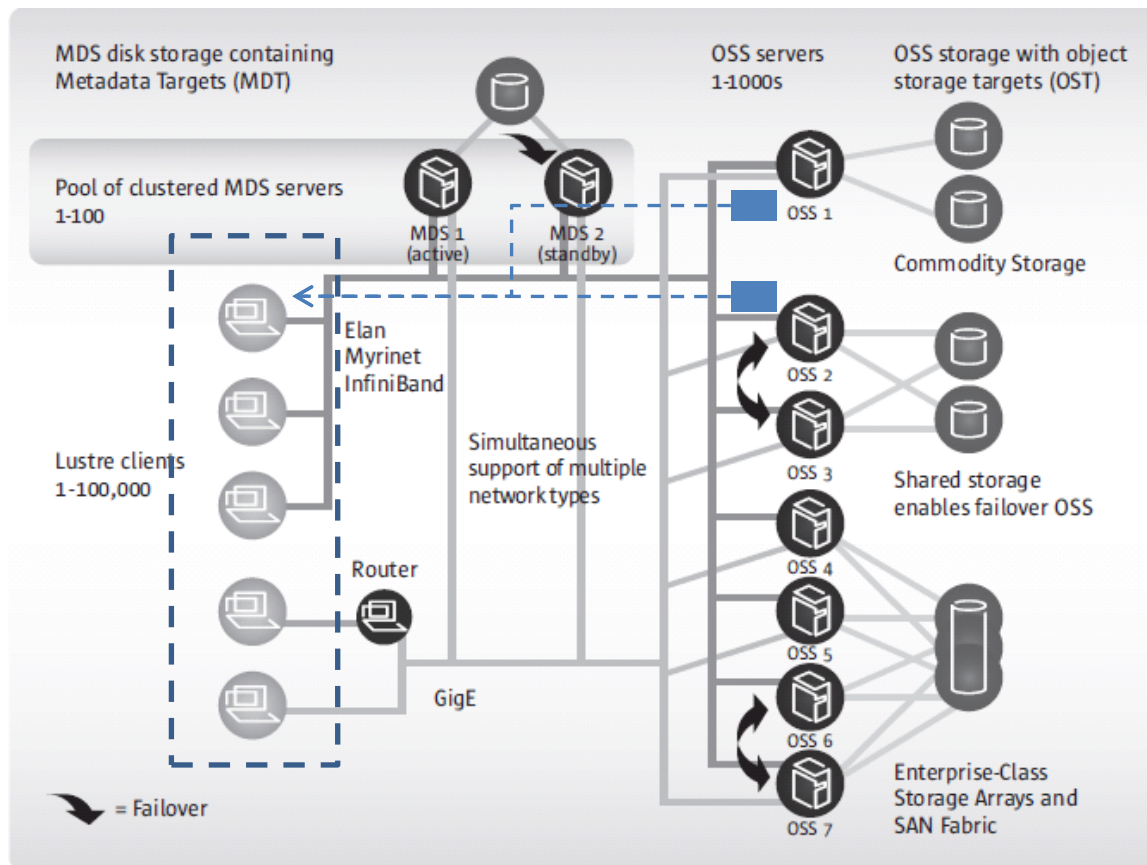 MDS disk storage containing
Metadata Targets (MDT)
OSS servers
1-1000s
OSS storage with object
storage targets (OST)
Pool of clustered MDS servers
1-100
MDS 1
(active)
MDS 2
(standby)
OSS 1
Commodity Storage
Elan
Myrinet
InfiniBand
OSS 2
Lustre clients
1-100,000
Simultaneous
support of multiple
network types
OSS 3
Shared storage
enables failover OSS
OSS 4
Router
OSS 5
GigE
OSS 6
Enterprise-Class
Storage Arrays and
SAN Fabric
OSS 7
= Failover